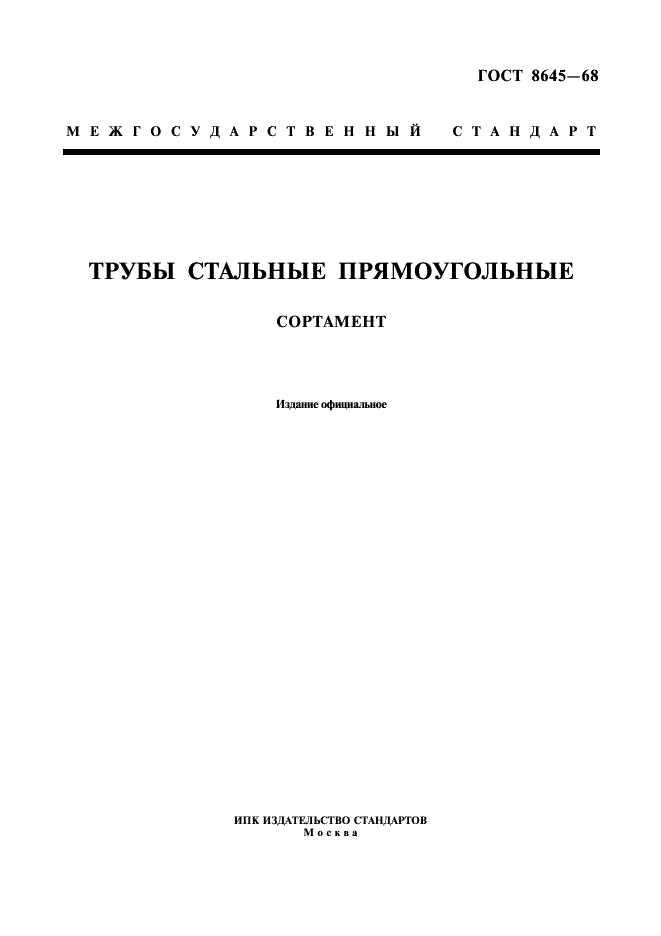 ГОСТ 8645—68
МЕЖГОСУДАРСТВЕННЫЙ СТАНДАРТ
ТРУБЫ СТАЛЬНЫЕ ПРЯМОУГОЛЬНЫЕ
СОРТАМЕНТ
Издание официальное
ИПК ИЗДАТЕЛЬСТВО СТАНДАРТОВ
Москва